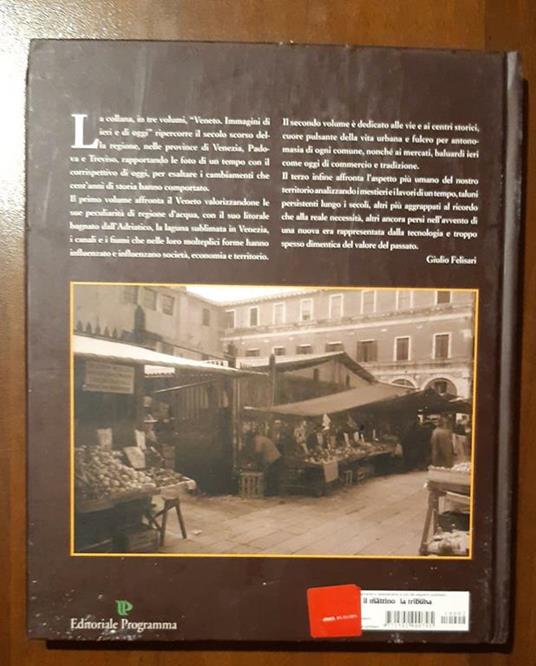 La collana, in tre volumi, “Veneto. Immagini di
ieri e di oggi” ripercorre il secolo scorso del-
la regione, nelle province di Venezia, Pado-
va e Treviso, rapportando le foto di un tempo con il
corrispettivo di oggi, per esaltare i cambiamenti che
cent’anni di storia hanno comportato.
Il primo volume affronta il Veneto valorizzandone le
sue peculiarità di regione d’acqua, con il suo litorale
bagnato dall’Adriatico, la laguna sublimata in Venezia,
i canali e i fiumi che nelle loro molteplici forme hanno
influenzato e influenzano società, economia e territorio.
Il secondo volume è dedicato alle vie e ai centri storici,
cuore pulsante della vita urbana e fulcro per antono-
masia di ogni comune, nonché ai mercati, baluardi ieri
come oggi di commercio e tradizione.
Il terzo infine affronta l’aspetto più umano del nostro
territorio analizzando i mestieri e i lavori di un tempo, taluni
persistenti lungo i secoli, altri più aggrappati al ricordo
che alla reale necessità, altri ancora persi nell’avvento di
una nuova era rappresentata dalla tecnologia e troppo
spesso dimentica del valore del passato.
Giulio Felisari
Editoriale Programma
il mattino la tribuna